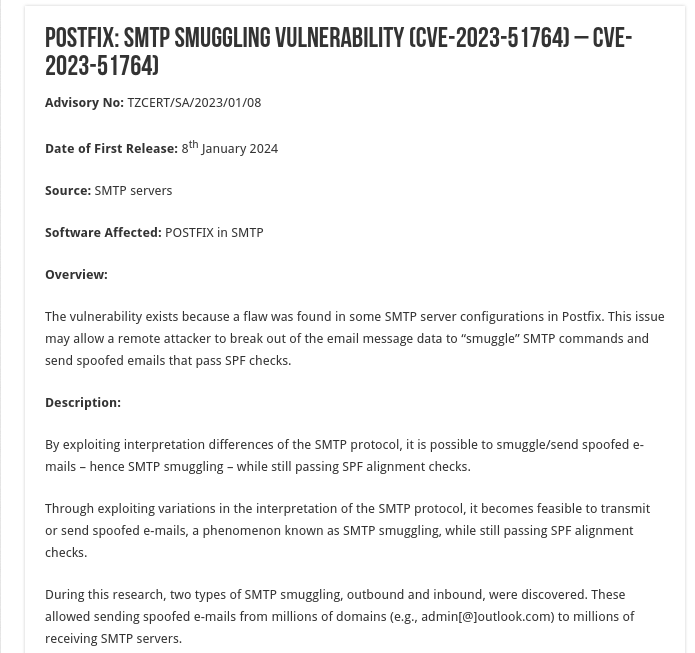 POSTFIX: SMTP SMUGGLING VULNERABILITY (CVE-2023-51764) – CVE-
2023-51764)
Advisory No: TZCERT/SA/2023/01/08
Date of First Release: 8th January 2024
Source: SMTP servers
Software Affected: POSTFIX in SMTP
Overview:
The vulnerability exists because a flaw was found in some SMTP server configurations in Postfix. This issue
may allow a remote attacker to break out of the email message data to “smuggle” SMTP commands and
send spoofed emails that pass SPF checks.
Description:
By exploiting interpretation differences of the SMTP protocol, it is possible to smuggle/send spoofed e-
mails – hence SMTP smuggling – while still passing SPF alignment checks.
Through exploiting variations in the interpretation of the SMTP protocol, it becomes feasible to transmit
or send spoofed e-mails, a phenomenon known as SMTP smuggling, while still passing SPF alignment
checks.
During this research, two types of SMTP smuggling, outbound and inbound, were discovered. These
allowed sending spoofed e-mails from millions of domains (e.g., admin[@]outlook.com) to millions of
receiving SMTP servers.